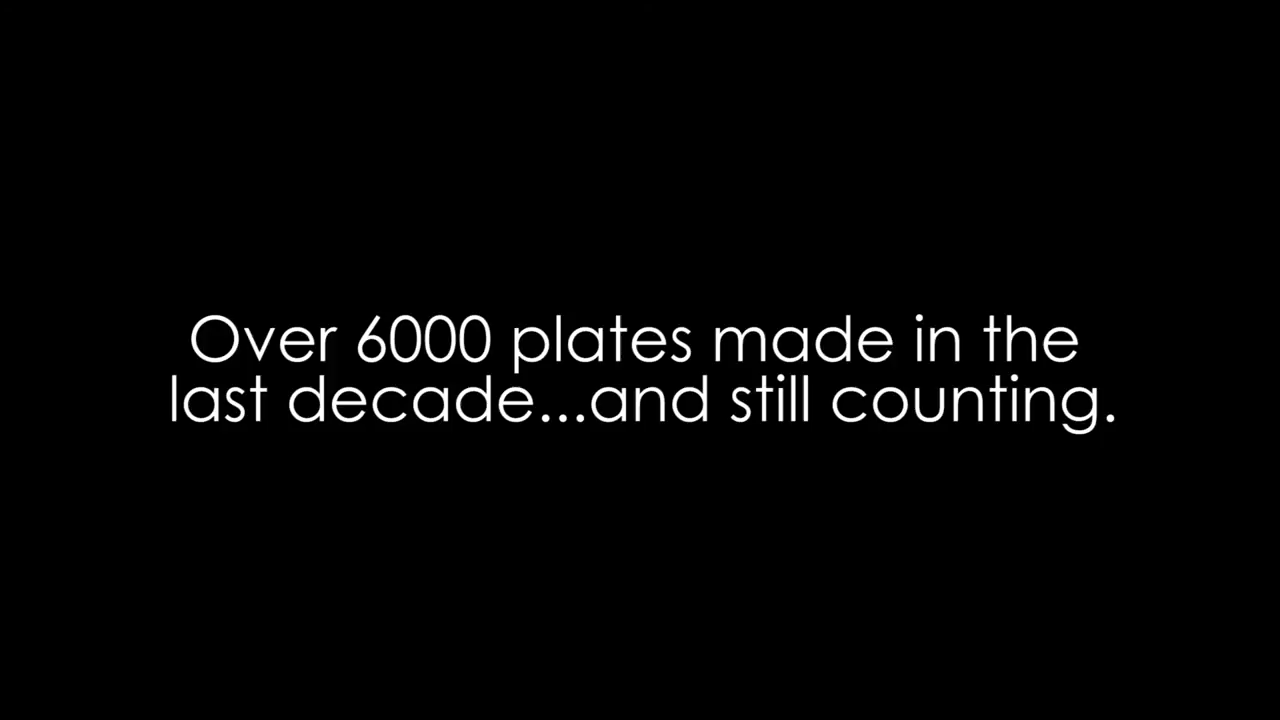 Over 6000 plates made in the
last decade...and still counting.